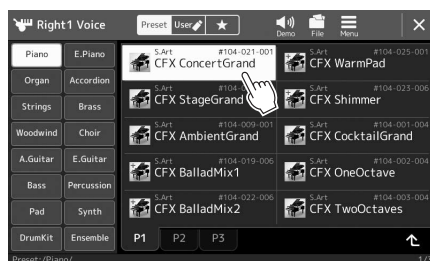 Right1 Voice
Preset User ★
Demo File Menu
Piano E.Piano
Organ Accordion
Strings Brass
Woodwind Choir
A.Guitar E.Guitar
Bass Percussion
Pad Synth
DrumKit Ensemble
S.Art #104-021-001
CFX ConcertGrand
S.Art #104-025-001
CFX WarmPad
S.Art #104-
CFX StageGrand
S.Art #104-023-006
CFX Shimmer
S.Art #104-009-001
CFX AmbientGrand
S.Art #104-001-004
CFX CocktailGrand
S.Art #104-019-006
CFX BalladMix1
S.Art #104-002-004
CFX OneOctave
S.Art #104-022-006
CFX BalladMix2
S.Art #104-003-004
CFX TwoOctaves
P1 P2 P3
Preset:/Piano/ 1/3